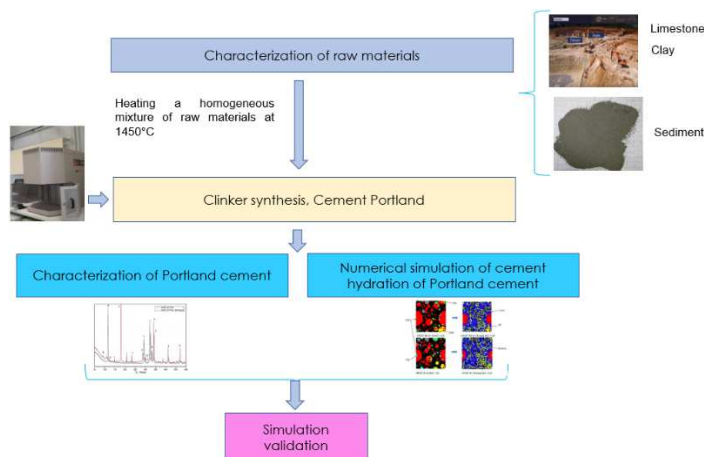 Characterization of raw materials
Limestone
Clay
Sediment
Heating a homogeneous
mixture of raw materials at
1450°C
Clinker synthesis, Cement Portland
Characterization of Portland cement
Numerical simulation of cement
hydration of Portland cement
Simulation
validation